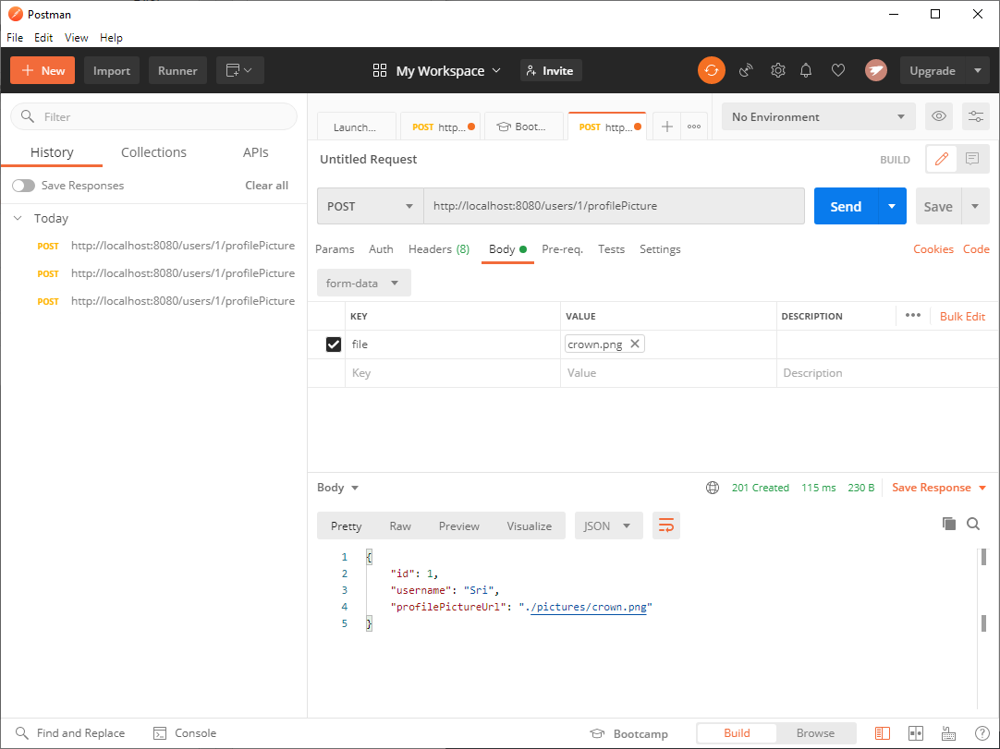 Postman
File Edit View Help
New Import Runner My Workspace Invite Upgrade
Filter
History Collections APIs
Save Responses Clear all
Today
POST http://localhost:8080/users/1/profilePicture
POST http://localhost:8080/users/1/profilePicture
POST http://localhost:8080/users/1/profilePicture
Launch... POST http... Boot... POST http... No Environment
Untitled Request BUILD
POST http://localhost:8080/users/1/profilePicture Send Save
Params Auth Headers (8) Body Pre-req. Tests Settings Cookies Code
form-data
KEY VALUE DESCRIPTION Bulk Edit
file crown.png
Key Value Description
Body 201 Created 115 ms 230 B Save Response
Pretty Raw Preview Visualize JSON
1 {
2 "id": 1,
3 "username": "Sri",
4 "profilePictureUrl": "./pictures/crown.png"
5 }
Find and Replace Console Bootcamp Build Browse